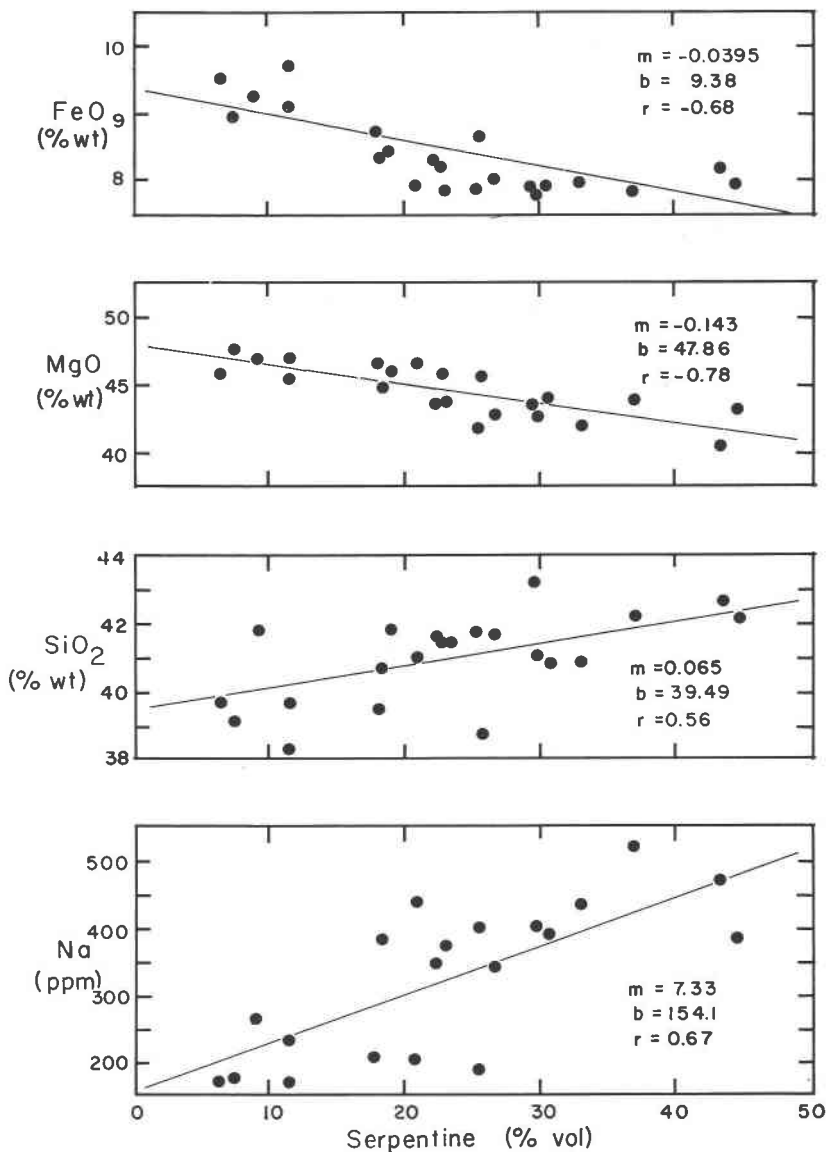 10
9
8
FeO
(% wt)
m = -0.0395
b = 9.38
r = -0.68
50
45
40
MgO
(% wt)
m = -0.143
b = 47.86
r = -0.78
44
42
40
38
SiO2
(% wt)
m = 0.065
b = 39.49
r = 0.56
500
400
300
200
Na
(ppm)
m = 7.33
b = 154.1
r = 0.67
0 10 20 30 40 50
Serpentine (% vol)